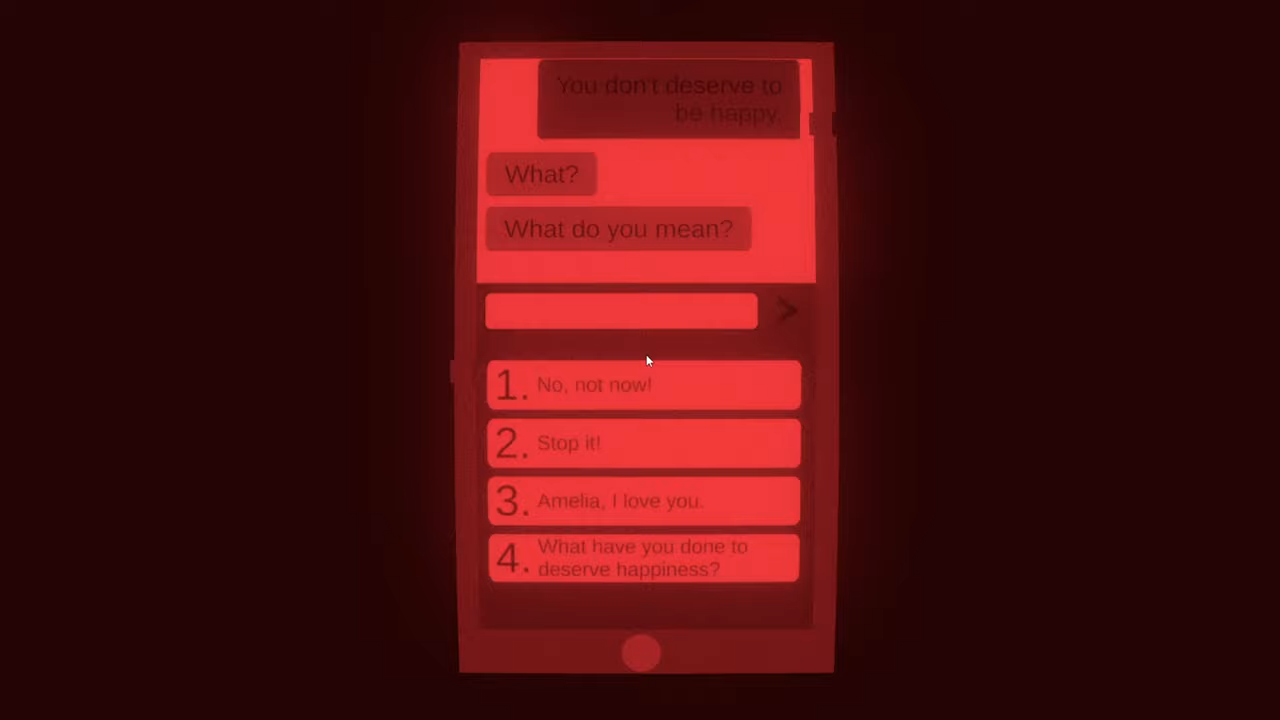 You don't deserve to
be happy.
What?
What do you mean?
>
1. No, not now!
2. Stop it!
3. Amelia, I love you.
4. What have you done to
deserve happiness?